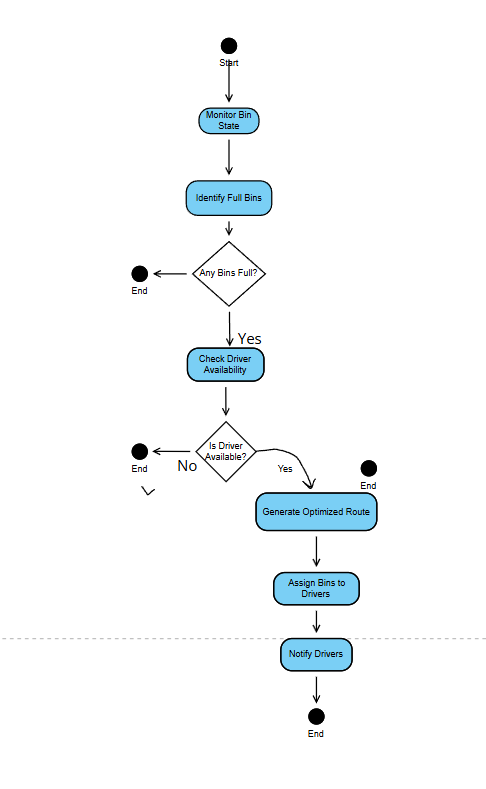 Start
Monitor Bin
State
Identify Full Bins
Any Bins Full?
End
Yes
Check Driver
Availability
Is Driver
Available?
End
No
Yes
End
Generate Optimized Route
Assign Bins to
Drivers
Notify Drivers
End